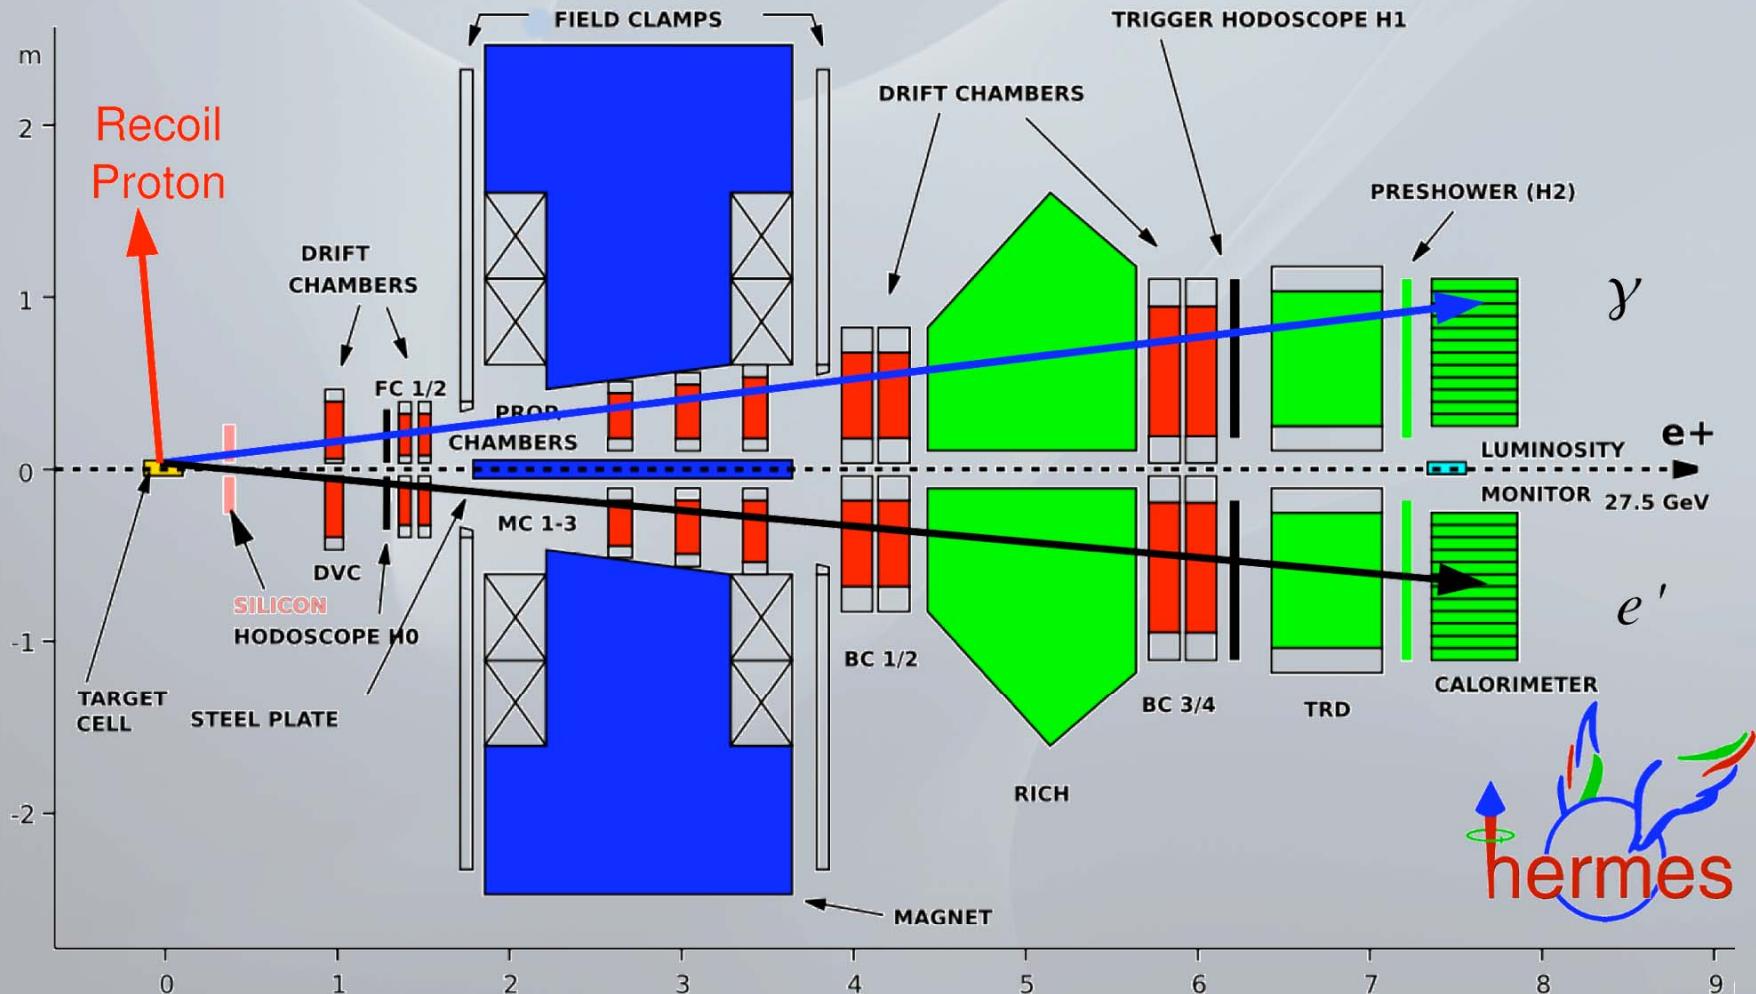 FIELD CLAMPS
TRIGGER HODOSCOPE H1
m
DRIFT CHAMBERS
2
Recoil
Proton
PRESHOWER (H2)
DRIFT
CHAMBERS
1
γ
FC 1/2
PROP.
CHAMBERS
e+
LUMINOSITY
0
MONITOR
27.5 GeV
MC 1-3
DVC
SILICON
e'
HODOSCOPE H0
-1
BC 1/2
TARGET
CELL
STEEL PLATE
CALORIMETER
BC 3/4
TRD
RICH
-2
hermes
MAGNET
0 1 2 3 4 5 6 7 8 9